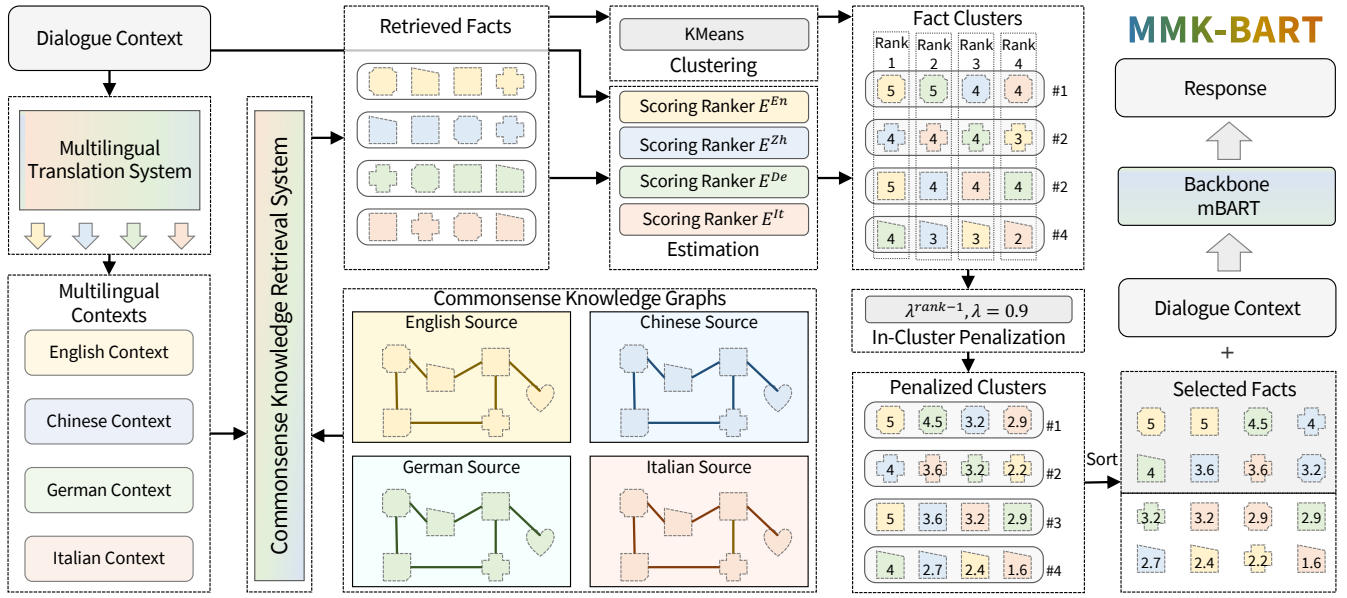 Dialogue Context
Multilingual
Translation System
Multilingual
Contexts
English Context
Chinese Context
German Context
Italian Context
Commonsense Knowledge Retrieval System
Retrieved Facts
KMeans
Clustering
Scoring Ranker E^En
Scoring Ranker E^Zh
Scoring Ranker E^De
Scoring Ranker E^It
Estimation
Commonsense Knowledge Graphs
English Source
Chinese Source
German Source
Italian Source
Fact Clusters
Rank Rank Rank Rank
1 2 3 4
5 5 4 4 #1
4 4 4 3 #2
5 4 4 4 #2
4 3 3 2 #4
λ^rank−1, λ = 0.9
In-Cluster Penalization
Penalized Clusters
5 4.5 3.2 2.9 #1
4 3.6 3.2 2.2 #2
5 3.6 3.2 2.9 #3
4 2.7 2.4 1.6 #4
Sort
MMK-BART
Response
Backbone
mBART
Dialogue Context
+
Selected Facts
5 5 4.5 4
4 3.6 3.6 3.2
3.2 3.2 2.9 2.9
2.7 2.4 2.2 1.6